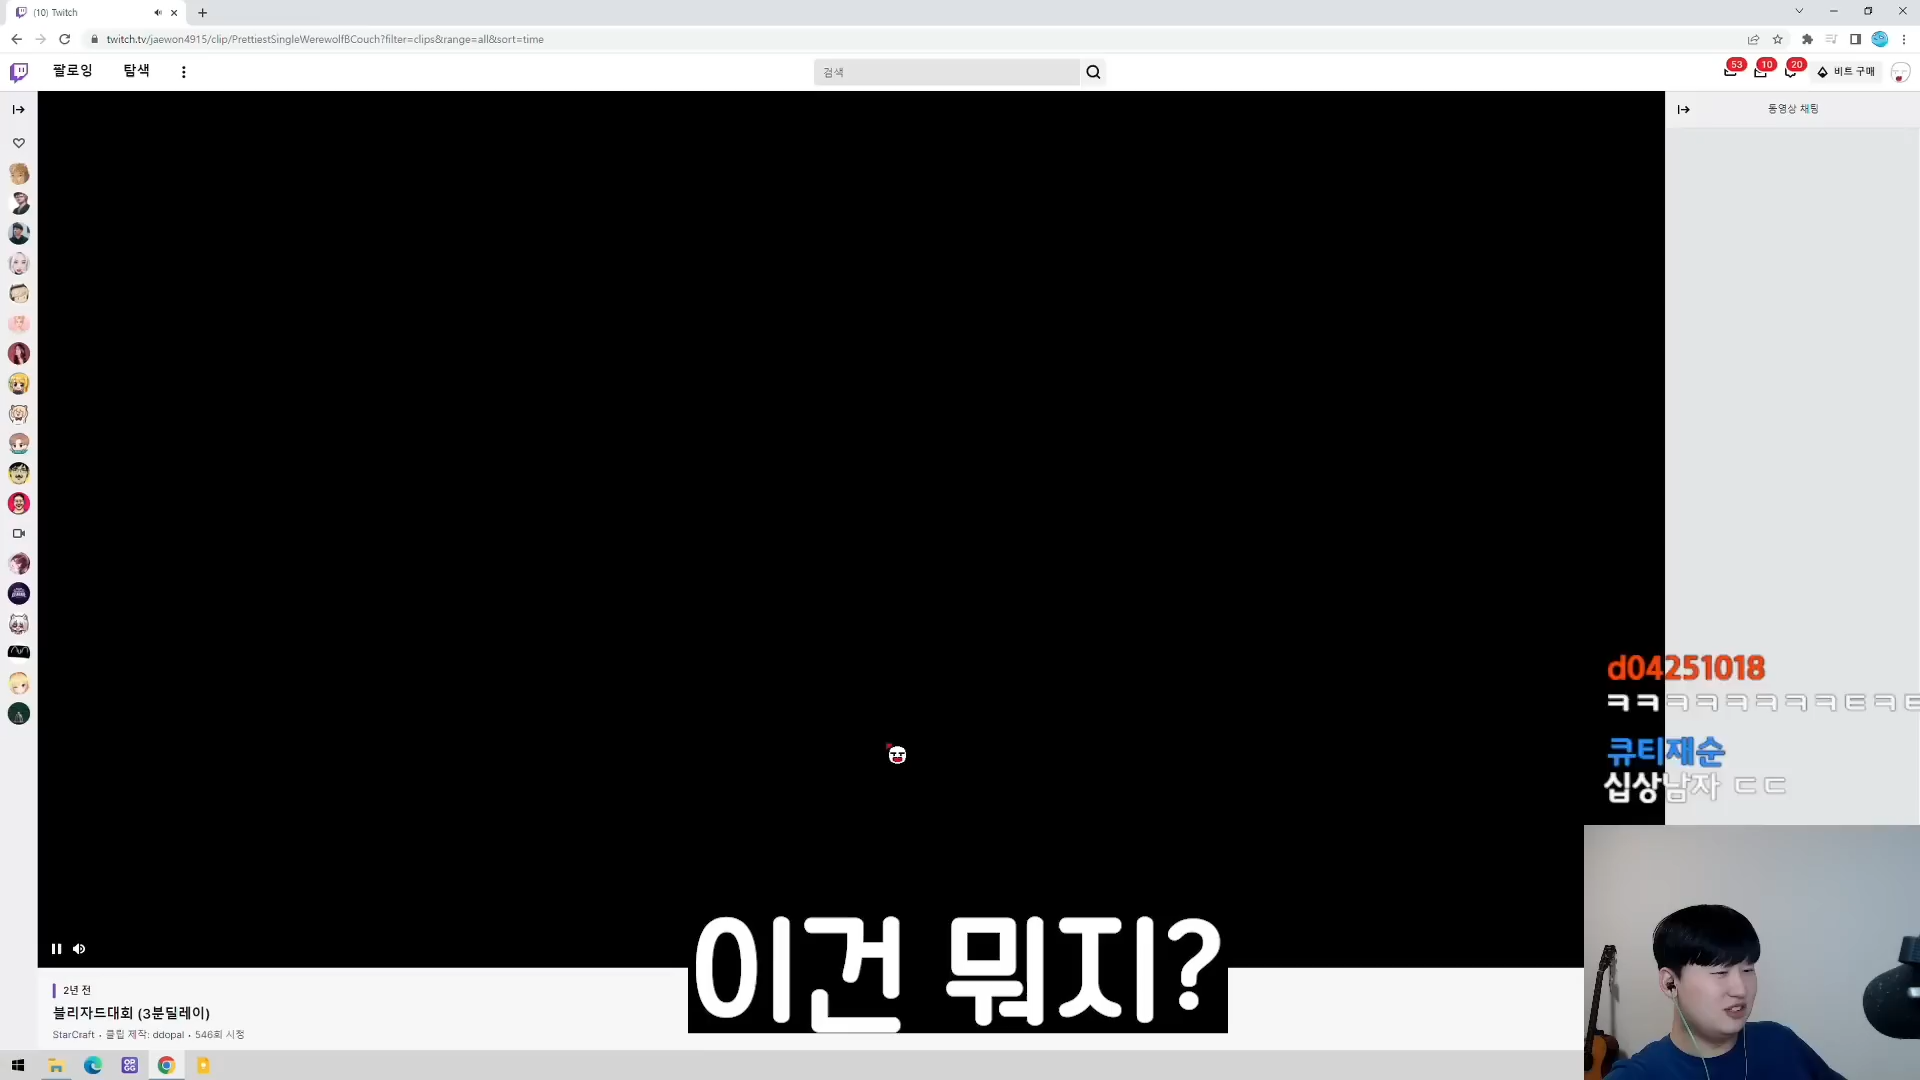 (10) Twitch
twitch.tv/jaewon4915/clip/PrettiestSingleWerewolfBCouch?filter=clips&range=all&sort=time
팔로잉
탐색
검색
53
10
20
비트 구매
동영상 채팅
d04251018
ㅋㅋㅋㅋㅋㅋㅋㅋㅌㅋㅌ
큐티재순
십상남자 ㄷㄷ
이건 뭐지?
2년 전
블리자드대회 (3분딜레이)
StarCraft • 클립 제작: ddopal • 546회 시청
OP
GG